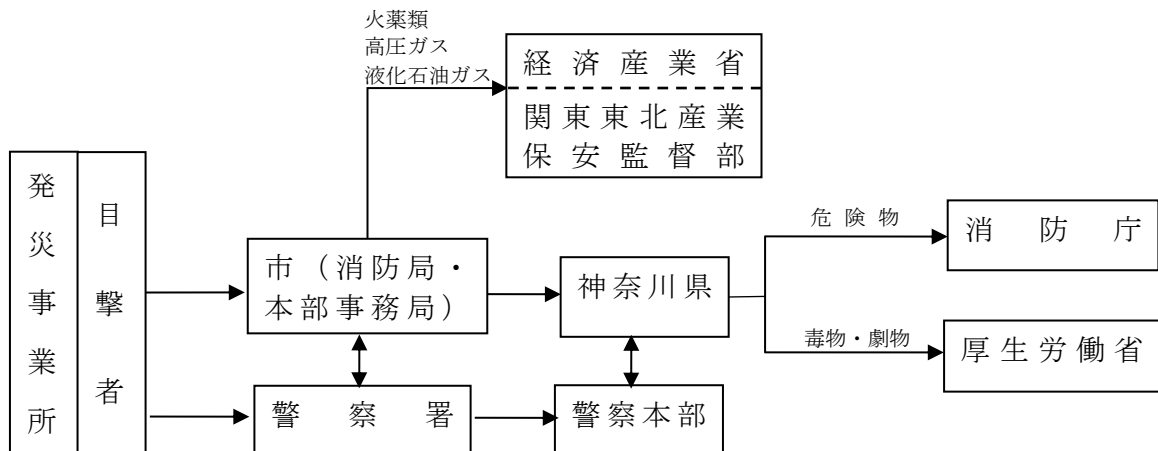 火薬類
高圧ガス
液化石油ガス
経済産業省
関東東北産業
保安監督部
発災事業所
目撃者
市（消防局・
本部事務局）
神奈川県
危険物
消防庁
毒物・劇物
厚生労働省
警察署
警察本部